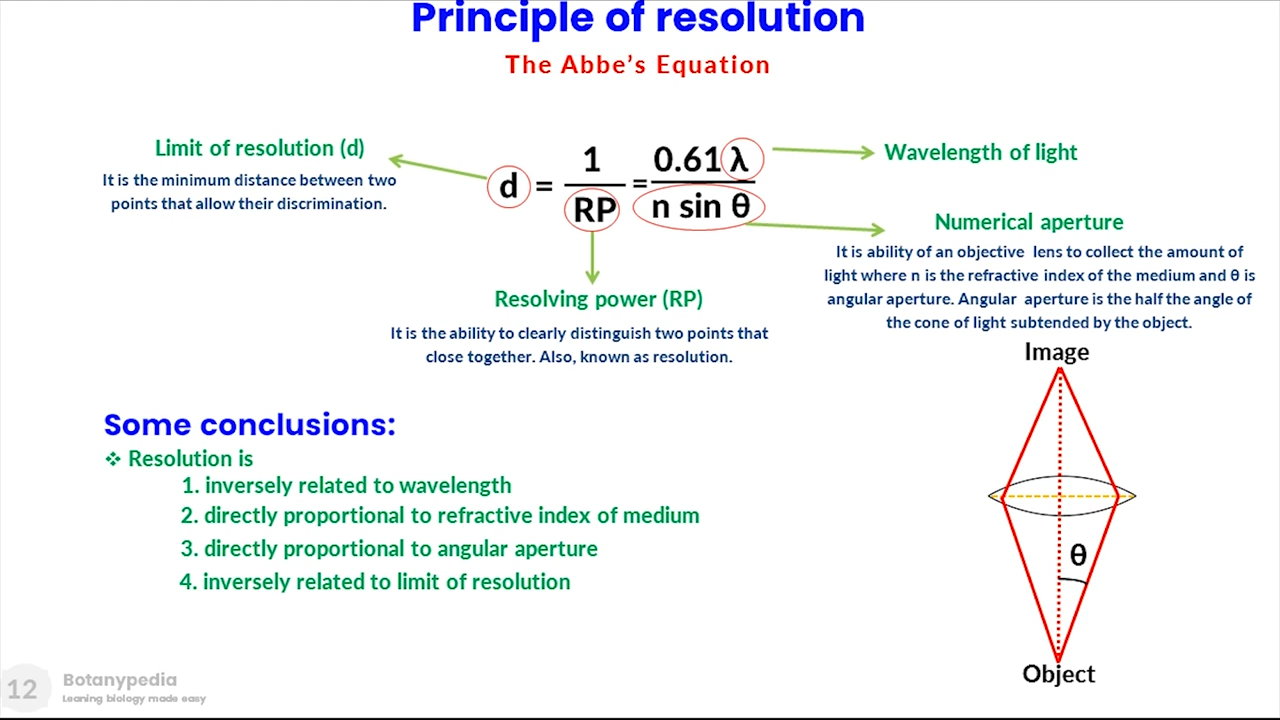 Principle of resolution
The Abbe's Equation
Limit of resolution (d)
It is the minimum distance between two
points that allow their discrimination.
d = 1/RP = 0.61 λ/n sin θ
Wavelength of light
Numerical aperture
It is ability of an objective lens to collect the amount of
light where n is the refractive index of the medium and θ is
angular aperture. Angular aperture is the half the angle of
the cone of light subtended by the object.
Resolving power (RP)
It is the ability to clearly distinguish two points that
close together. Also, known as resolution.
Image
θ
Object
Some conclusions:
❖ Resolution is
1. inversely related to wavelength
2. directly proportional to refractive index of medium
3. directly proportional to angular aperture
4. inversely related to limit of resolution
12
Botanypedia
Leaning biology made easy